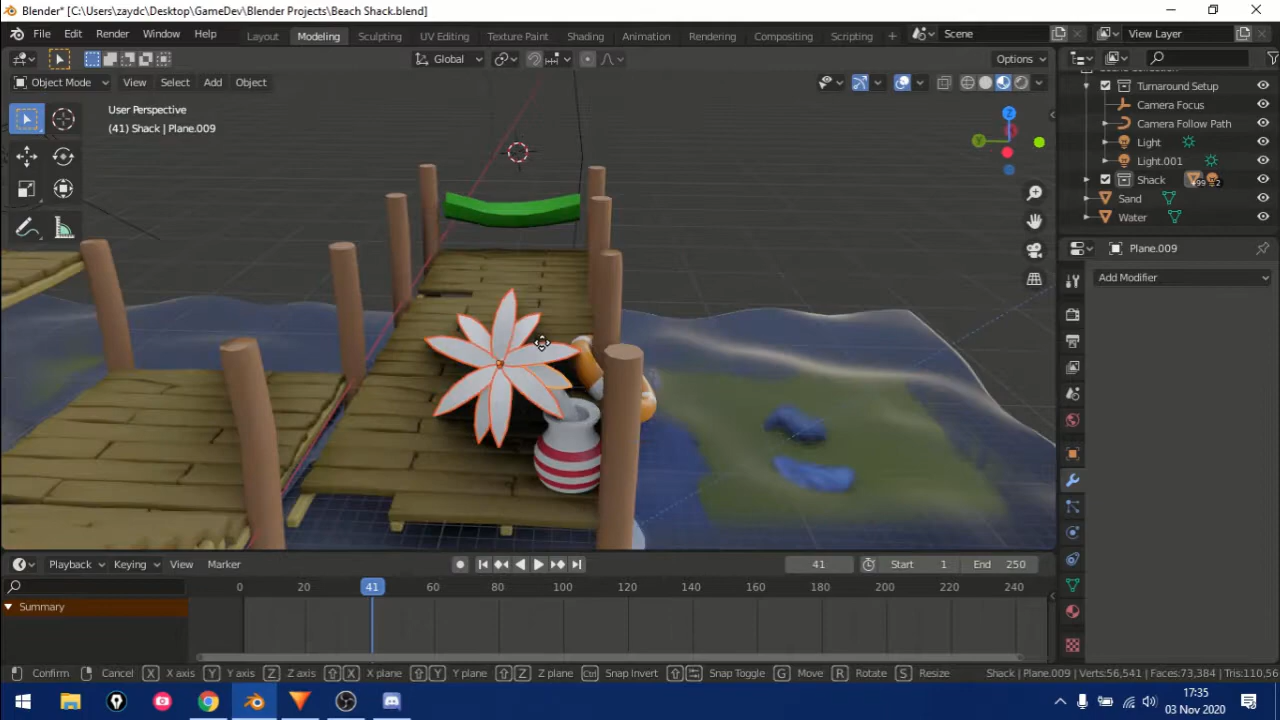 Blender* [C:\Users\zaydc\Desktop\GameDev\Blender Projects\Beach Shack.blend]
File Edit Render Window Help Layout Modeling Sculpting UV Editing Texture Paint Shading Animation Rendering Compositing Scripting + Scene View Layer
Global Options
Object Mode View Select Add Object
User Perspective
(41) Shack | Plane.009
Turnaround Setup
Camera Focus
Camera Follow Path
Light
Light.001
Shack 99 2
Sand
Water
Plane.009
Add Modifier
Z
Y
Playback Keying View Marker 41 Start 1 End 250
0 20 41 60 80 100 120 140 160 180 200 220 240
Summary
Confirm Cancel X X axis Y Y axis Z Z axis X X plane Y Y plane Z Z plane Ctrl Snap Invert Snap Toggle G Move R Rotate S Resize Shack | Plane.009 | Verts:56,541 | Faces:73,384 | Tris:110,56
17:35
03 Nov 2020